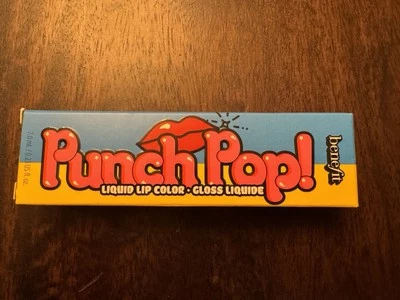 Punch Pop!
LIQUID LIP COLOR • GLOSS LIQUIDE
benefit